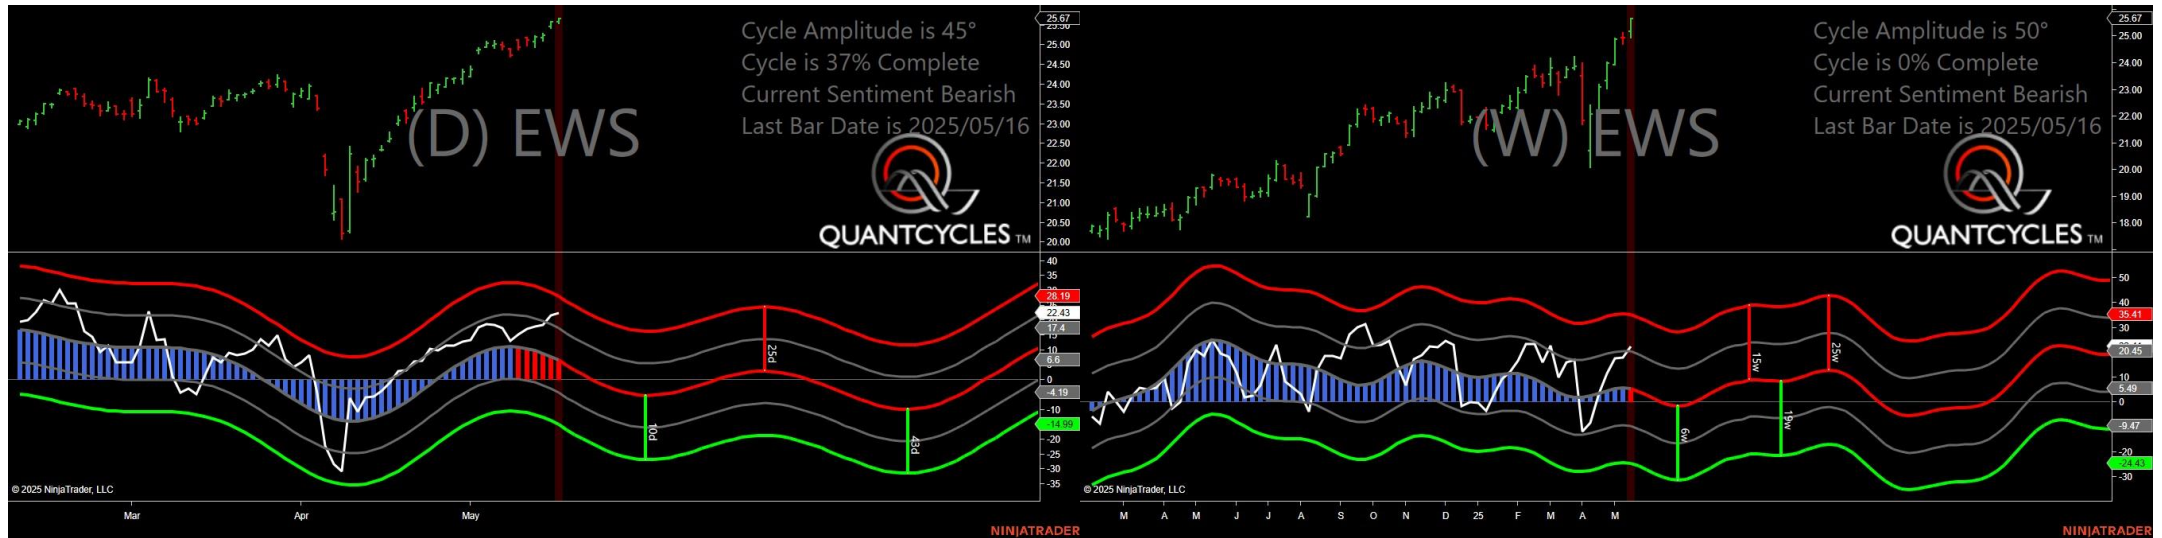 Cycle Amplitude is 45°
Cycle is 37% Complete
Current Sentiment Bearish
Last Bar Date is 2025/05/16
(D) EWS
QUANTCYCLES TM
25.67
25.50
25.00
24.50
24.00
23.50
23.00
22.50
22.00
21.50
21.00
20.50
20.00
40
35
28.19
22.43
17.4
10
6.6
0
-4.19
-10
-14.99
-20
-25
-30
-35
25d
10d
43d
© 2025 NinjaTrader, LLC
Mar
Apr
May
NINJATRADER
Cycle Amplitude is 50°
Cycle is 0% Complete
Current Sentiment Bearish
Last Bar Date is 2025/05/16
(W) EWS
QUANTCYCLES TM
25.67
25.00
24.00
23.00
22.00
21.00
20.00
19.00
18.00
50
40
35.41
30
20.45
10
5.49
0
-9.47
-20
-24.43
-30
15w
25w
6w
19w
© 2025 NinjaTrader, LLC
M A M J J A S O N D 25 F M A M
NINJATRADER